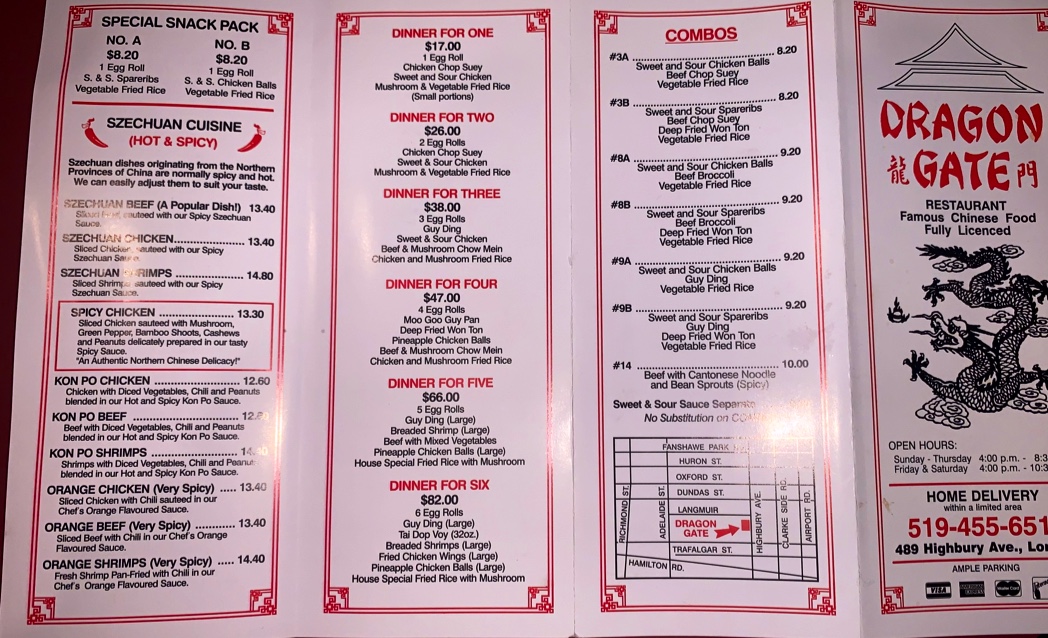 SPECIAL SNACK PACK
NO. A
$8.20
1 Egg Roll
S. & S. Spareribs
Vegetable Fried Rice
NO. B
$8.20
1 Egg Roll
S. & S. Chicken Balls
Vegetable Fried Rice
SZECHUAN CUISINE
(HOT & SPICY)
Szechuan dishes originating from the Northern
Provinces of China are normally spicy and hot.
We can easily adjust them to suit your taste.
SZECHUAN BEEF (A Popular Dish!) 13.40
Sliced Beef sauteed with our Spicy Szechuan
Sauce.
SZECHUAN CHICKEN.................. 13.40
Sliced Chicken sauteed with our Spicy
Szechuan Sauce.
SZECHUAN SHRIMPS .................. 14.80
Sliced Shrimps sauteed with our Spicy
Szechuan Sauce.
SPICY CHICKEN ........................ 13.30
Sliced Chicken sauteed with Mushroom,
Green Pepper, Bamboo Shoots, Cashews
and Peanuts delicately prepared in our tasty
Spicy Sauce.
"An Authentic Northern Chinese Delicacy!"
KON PO CHICKEN ..................... 12.60
Chicken with Diced Vegetables, Chili and Peanuts
blended in our Hot and Spicy Kon Po Sauce.
KON PO BEEF ..........................
Beef with Diced Vegetables, Chili and Peanuts
blended in our Hot and Spicy Kon Po Sauce.
KON PO SHRIMPS .....................
Shrimps with Diced Vegetables, Chili and Peanuts
blended in our Hot and Spicy Kon Po Sauce.
ORANGE CHICKEN (Very Spicy) ..... 13.40
Sliced Chicken with Chili sauteed in our
Chef's Orange Flavoured Sauce.
ORANGE BEEF (Very Spicy) ............ 13.40
Sliced Beef with Chili in our Chef's Orange
Flavoured Sauce.
ORANGE SHRIMPS (Very Spicy) ..... 14.40
Fresh Shrimp Pan-Fried with Chili in our
Chef's Orange Flavoured Sauce.
DINNER FOR ONE
$17.00
1 Egg Roll
Chicken Chop Suey
Sweet and Sour Chicken
Mushroom & Vegetable Fried Rice
(Small portions)
DINNER FOR TWO
$26.00
2 Egg Rolls
Chicken Chop Suey
Sweet & Sour Chicken
Mushroom & Vegetable Fried Rice
DINNER FOR THREE
$38.00
3 Egg Rolls
Guy Ding
Sweet & Sour Chicken
Beef & Mushroom Chow Mein
Chicken and Mushroom Fried Rice
DINNER FOR FOUR
$47.00
4 Egg Rolls
Moo Goo Guy Pan
Deep Fried Won Ton
Pineapple Chicken Balls
Beef & Mushroom Chow Mein
Chicken and Mushroom Fried Rice
DINNER FOR FIVE
$66.00
5 Egg Rolls
Guy Ding (Large)
Breaded Shrimp (Large)
Beef with Mixed Vegetables
Pineapple Chicken Balls (Large)
House Special Fried Rice with Mushroom
DINNER FOR SIX
$82.00
6 Egg Rolls
Guy Ding (Large)
Tai Dop Voy (32oz.)
Breaded Shrimps (Large)
Fried Chicken Wings (Large)
Pineapple Chicken Balls (Large)
House Special Fried Rice with Mushroom
COMBOS
#3A ........................................ 8.20
Sweet and Sour Chicken Balls
Beef Chop Suey
Vegetable Fried Rice
#3B ........................................ 8.20
Sweet and Sour Spareribs
Beef Chop Suey
Deep Fried Won Ton
Vegetable Fried Rice
#8A ........................................ 9.20
Sweet and Sour Chicken Balls
Beef Broccoli
Vegetable Fried Rice
#8B ........................................ 9.20
Sweet and Sour Spareribs
Beef Broccoli
Deep Fried Won Ton
Vegetable Fried Rice
#9A ........................................ 9.20
Sweet and Sour Chicken Balls
Guy Ding
Vegetable Fried Rice
#9B ........................................ 9.20
Sweet and Sour Spareribs
Guy Ding
Deep Fried Won Ton
Vegetable Fried Rice
#14 ........................................ 10.00
Beef with Cantonese Noodle
and Bean Sprouts (Spicy)
Sweet & Sour Sauce Separate
No Substitution on
FANSHAWE PARK
HURON ST.
OXFORD ST.
DUNDAS ST.
LANGMUIR
DRAGON
GATE
TRAFALGAR ST.
HAMILTON RD.
RICHMOND ST.
ADELAIDE ST.
HIGHBURY AVE.
CLARKE SIDE RD.
AIRPORT RD.
DRAGON
龍 GATE 門
RESTAURANT
Famous Chinese Food
Fully Licenced
OPEN HOURS:
Sunday - Thursday 4:00 p.m. - 8:3
Friday & Saturday 4:00 p.m. - 10:3
HOME DELIVERY
within a limited area
519-455-651
489 Highbury Ave., Lon
AMPLE PARKING
VISA